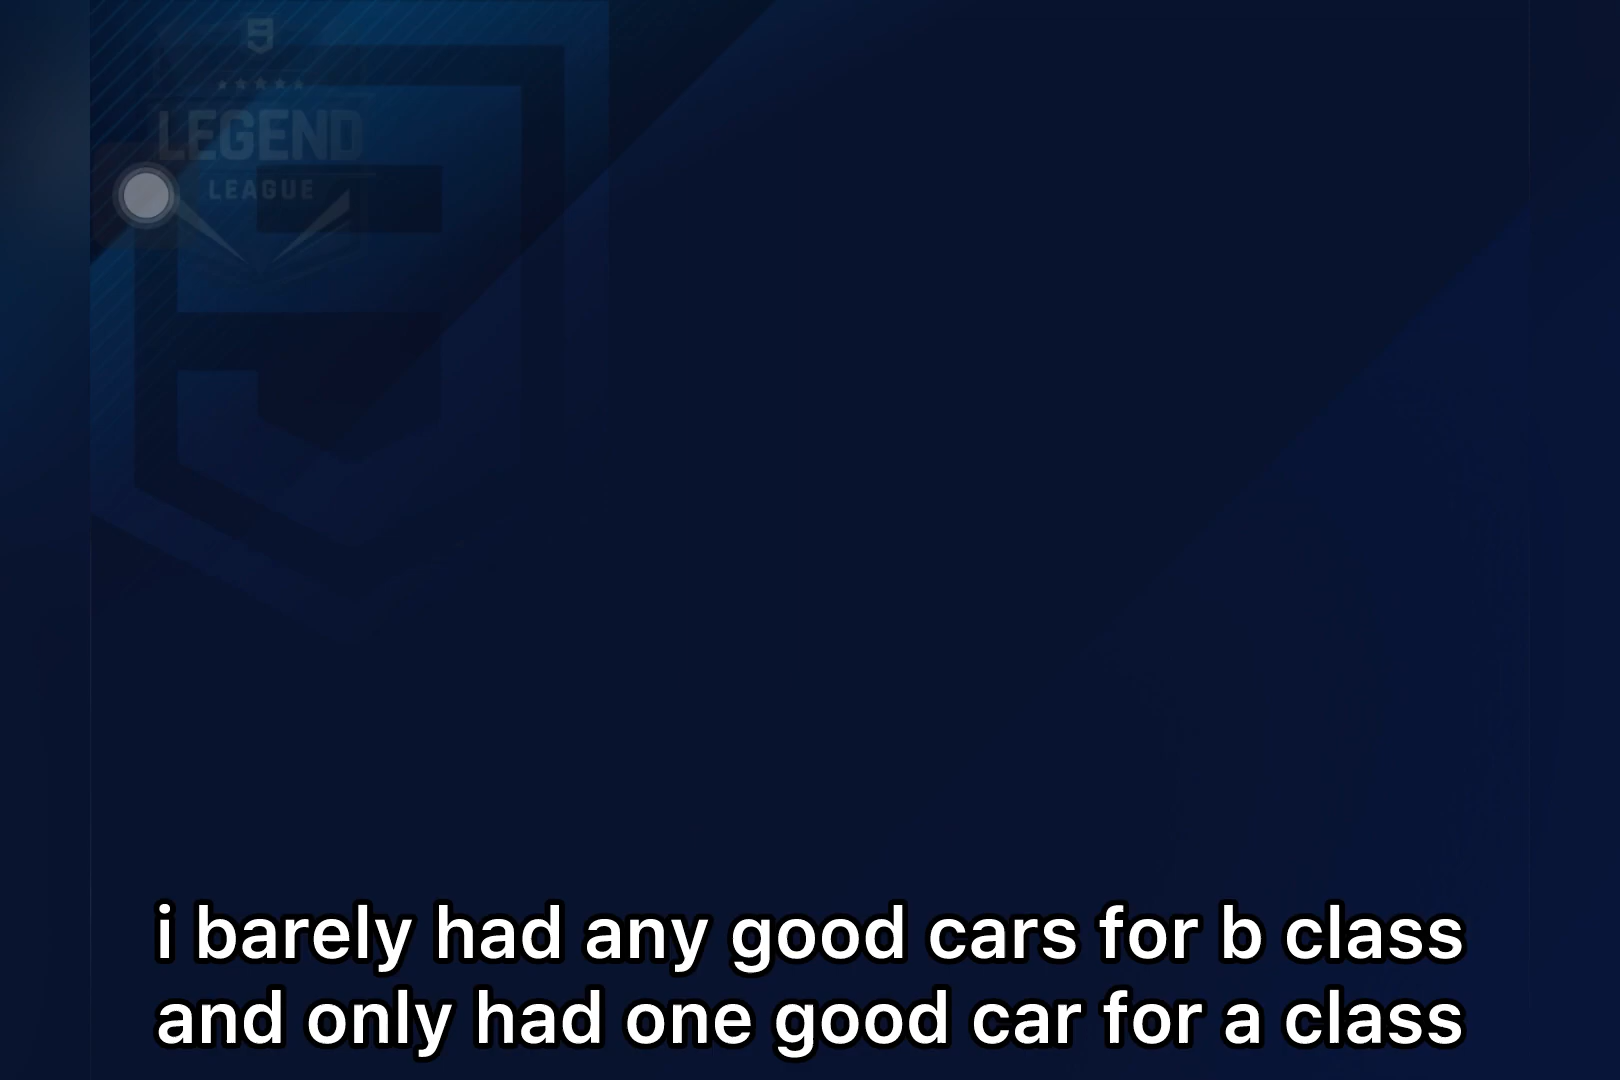 LEGEND
LEAGUE
i barely had any good cars for b class
and only had one good car for a class